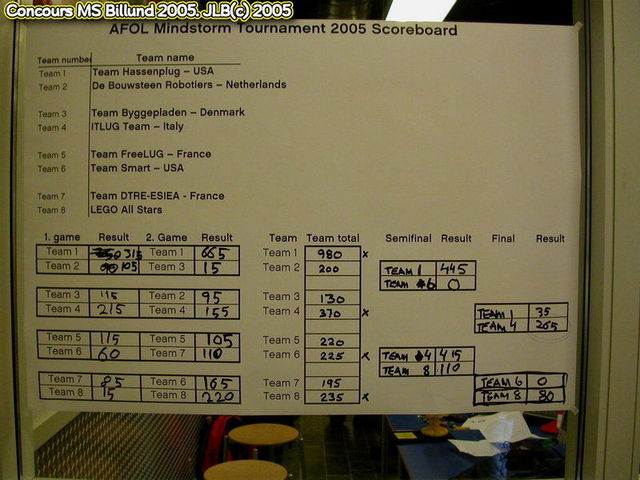 Concours MS Billund 2005. JLB(c) 2005
AFOL Mindstorm Tournament 2005 Scoreboard
Team number Team name
Team 1 Team Hassenplug – USA
Team 2 De Bouwsteen Robotiers – Netherlands
Team 3 Team Byggepladen – Denmark
Team 4 ITLUG Team – Italy
Team 5 Team FreeLUG – France
Team 6 Team Smart – USA
Team 7 Team DTRE-ESIEA - France
Team 8 LEGO All Stars
1. game Result 2. Game Result Team Team total Semifinal Result Final Result
Team 1 315 Team 1 665 Team 1 980 x
Team 2 105 Team 3 15 Team 2 200 TEAM 1 445
TEAM 6 0
Team 3 115 Team 2 95 Team 3 130
Team 4 215 Team 4 155 Team 4 370 x TEAM 1 35
TEAM 4 265
Team 5 115 Team 5 105 Team 5 220
Team 6 60 Team 7 110 Team 6 225 x TEAM 4 415
TEAM 8 110
Team 7 85 Team 6 165 Team 7 195 TEAM 6 0
Team 8 15 Team 8 220 Team 8 235 x TEAM 8 80